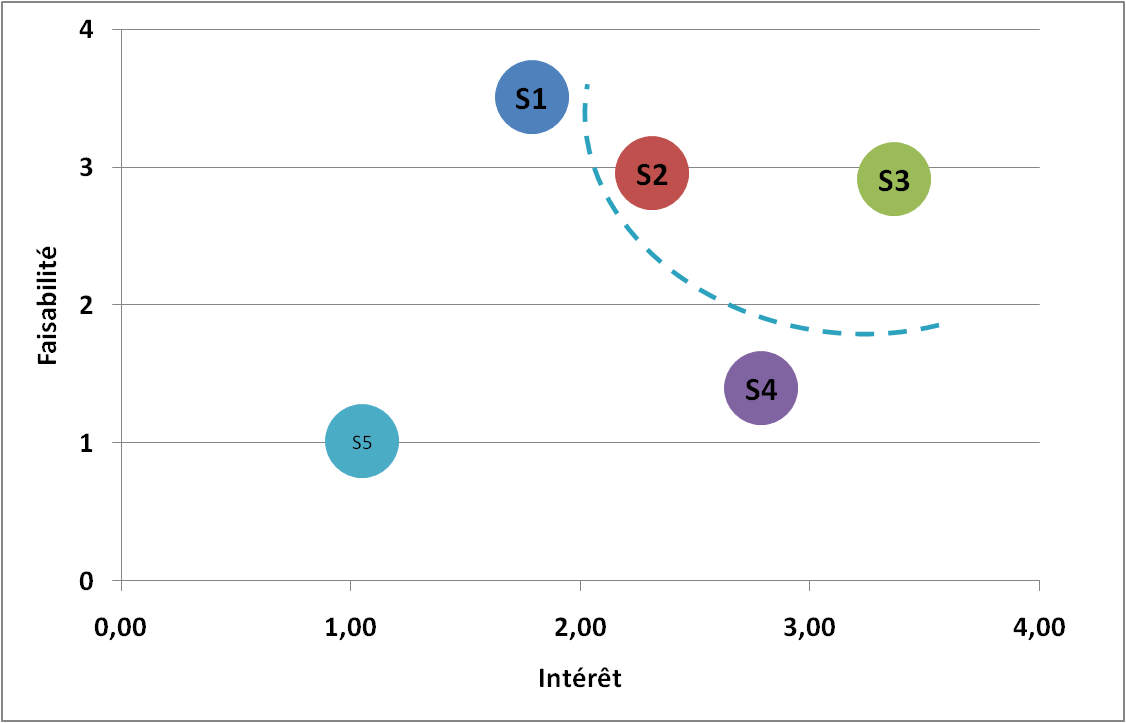 4
S1
3
S2
S3
Faisabilité
2
S4
1
S5
0
0,00
1,00
2,00
3,00
4,00
Intérêt